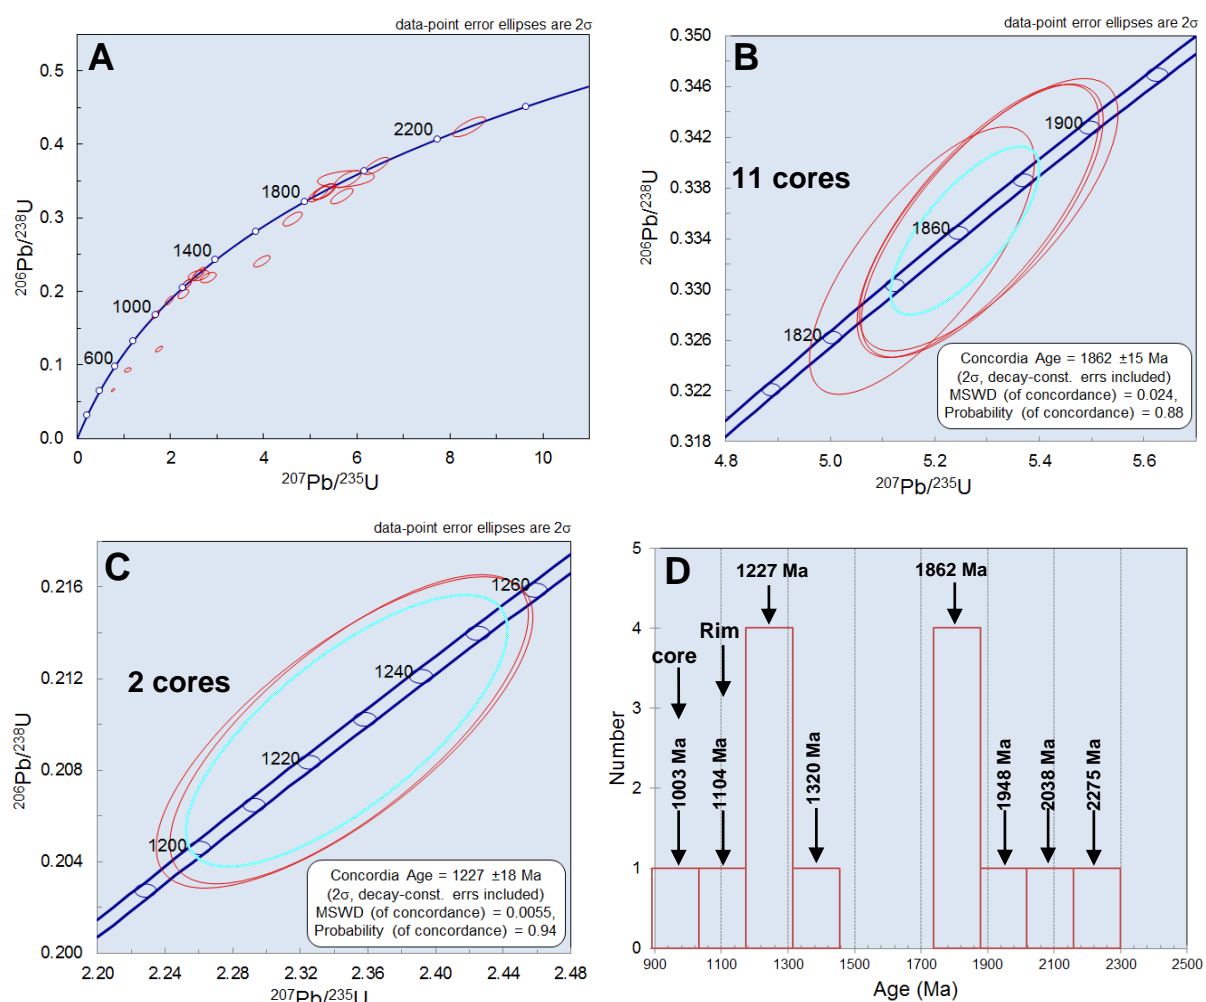 data-point error ellipses are 2σ
A
0.5
0.4
0.3
0.2
0.1
0.0
2200
1800
1400
1000
600
0
2
4
6
8
10
206Pb/238U
207Pb/235U
data-point error ellipses are 2σ
B
0.350
0.346
0.342
0.338
0.334
0.330
0.326
0.322
0.318
11 cores
1900
1860
1820
Concordia Age = 1862 ±15 Ma
(2σ, decay-const. errs included)
MSWD (of concordance) = 0.024,
Probability (of concordance) = 0.88
4.8
5.0
5.2
5.4
5.6
206Pb/238U
207Pb/235U
data-point error ellipses are 2σ
C
0.216
0.212
0.208
0.204
0.200
2 cores
1260
1240
1220
1200
Concordia Age = 1227 ±18 Ma
(2σ, decay-const. errs included)
MSWD (of concordance) = 0.0055,
Probability (of concordance) = 0.94
2.20
2.24
2.28
2.32
2.36
2.40
2.44
2.48
206Pb/238U
207Pb/235U
D
5
4
3
2
1
0
Number
1227 Ma
1862 Ma
Rim
core
1003 Ma
1104 Ma
1320 Ma
1948 Ma
2038 Ma
2275 Ma
900
1100
1300
1500
1700
1900
2100
2300
2500
Age (Ma)